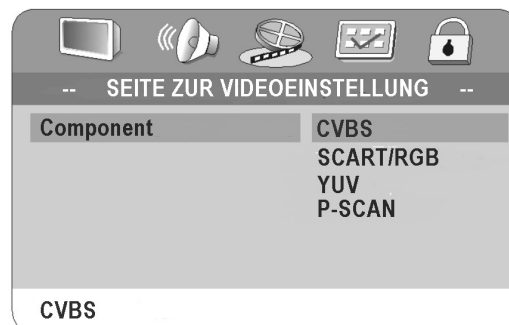 -- SEITE ZUR VIDEOEINSTELLUNG --
Component CVBS
SCART/RGB
YUV
P-SCAN
CVBS